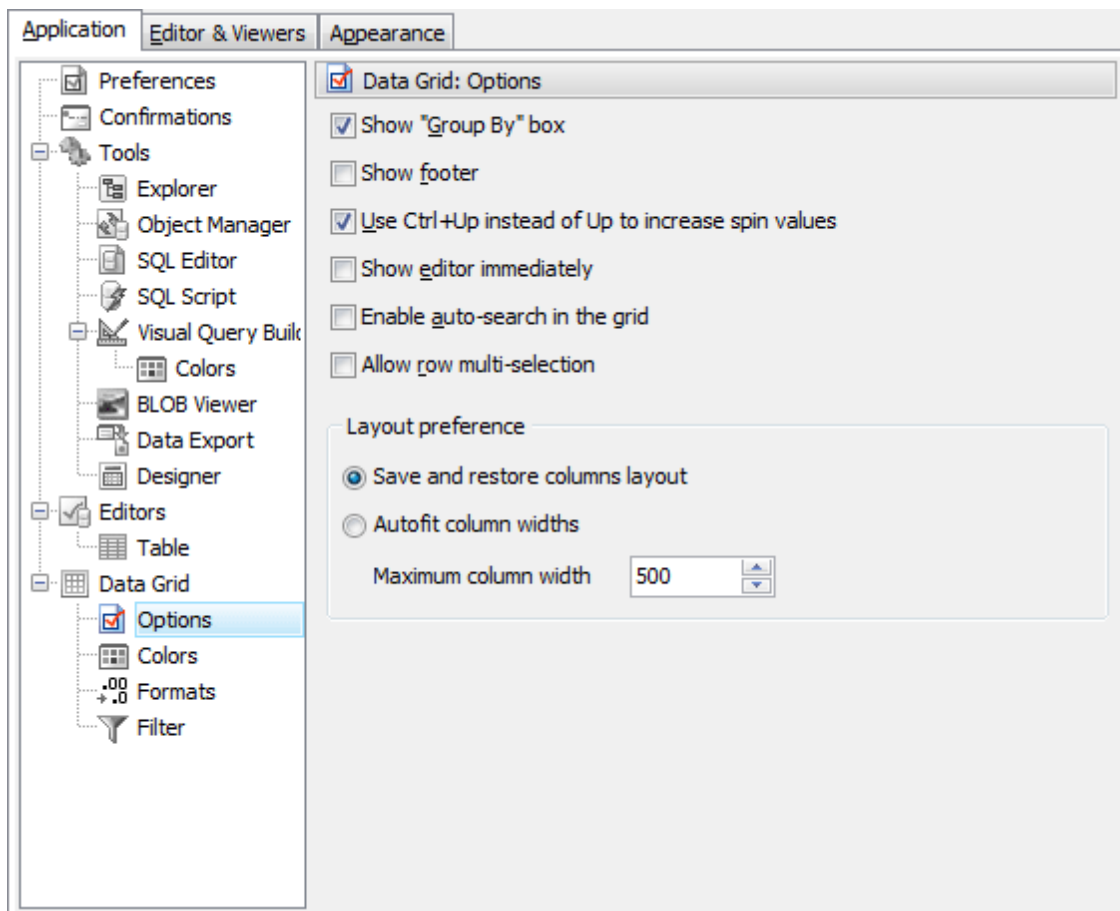 Application Editor & Viewers Appearance
Preferences
Confirmations
Tools
Explorer
Object Manager
SQL Editor
SQL Script
Visual Query Builc
Colors
BLOB Viewer
Data Export
Designer
Editors
Table
Data Grid
Options
Colors
Formats
Filter
Data Grid: Options
Show "Group By" box
Show footer
Use Ctrl+Up instead of Up to increase spin values
Show editor immediately
Enable auto-search in the grid
Allow row multi-selection
Layout preference
Save and restore columns layout
Autofit column widths
Maximum column width 500